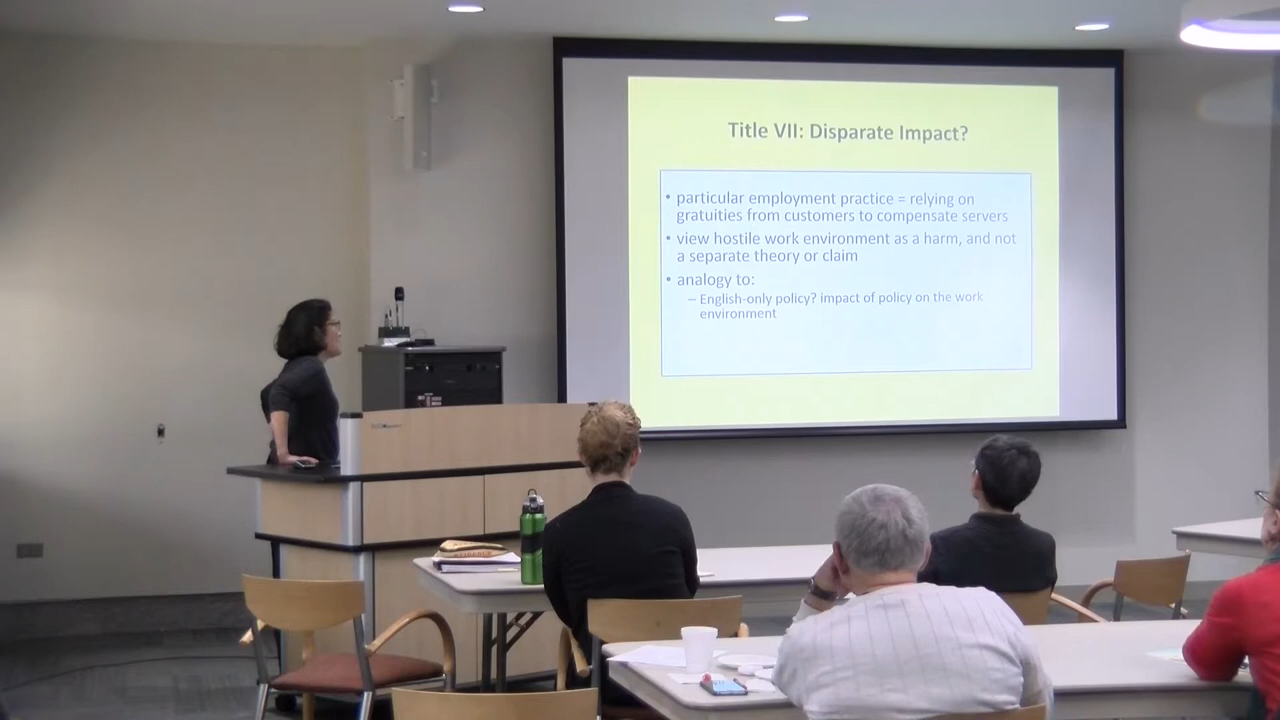 Title VII: Disparate Impact?
• particular employment practice = relying on
gratuities from customers to compensate servers
• view hostile work environment as a harm, and not
a separate theory or claim
• analogy to:
– English-only policy? impact of policy on the work
environment